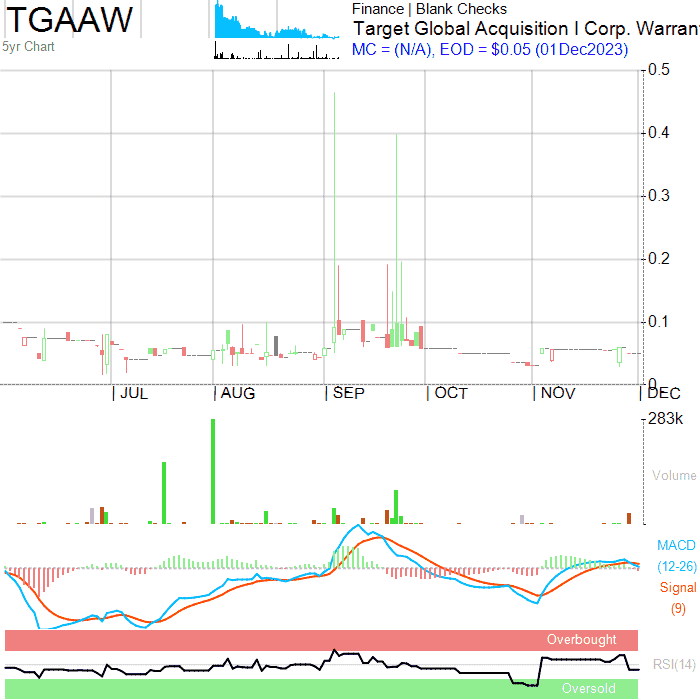 TGAAW
5yr Chart
Finance | Blank Checks
Target Global Acquisition I Corp. Warrant
MC = (N/A), EOD = $0.05 (01Dec2023)
0.5
0.4
0.3
0.2
0.1
0
JUL
AUG
SEP
OCT
NOV
DEC
283k
Volume
MACD
(12-26)
Signal
(9)
Overbought
RSI(14)
Oversold